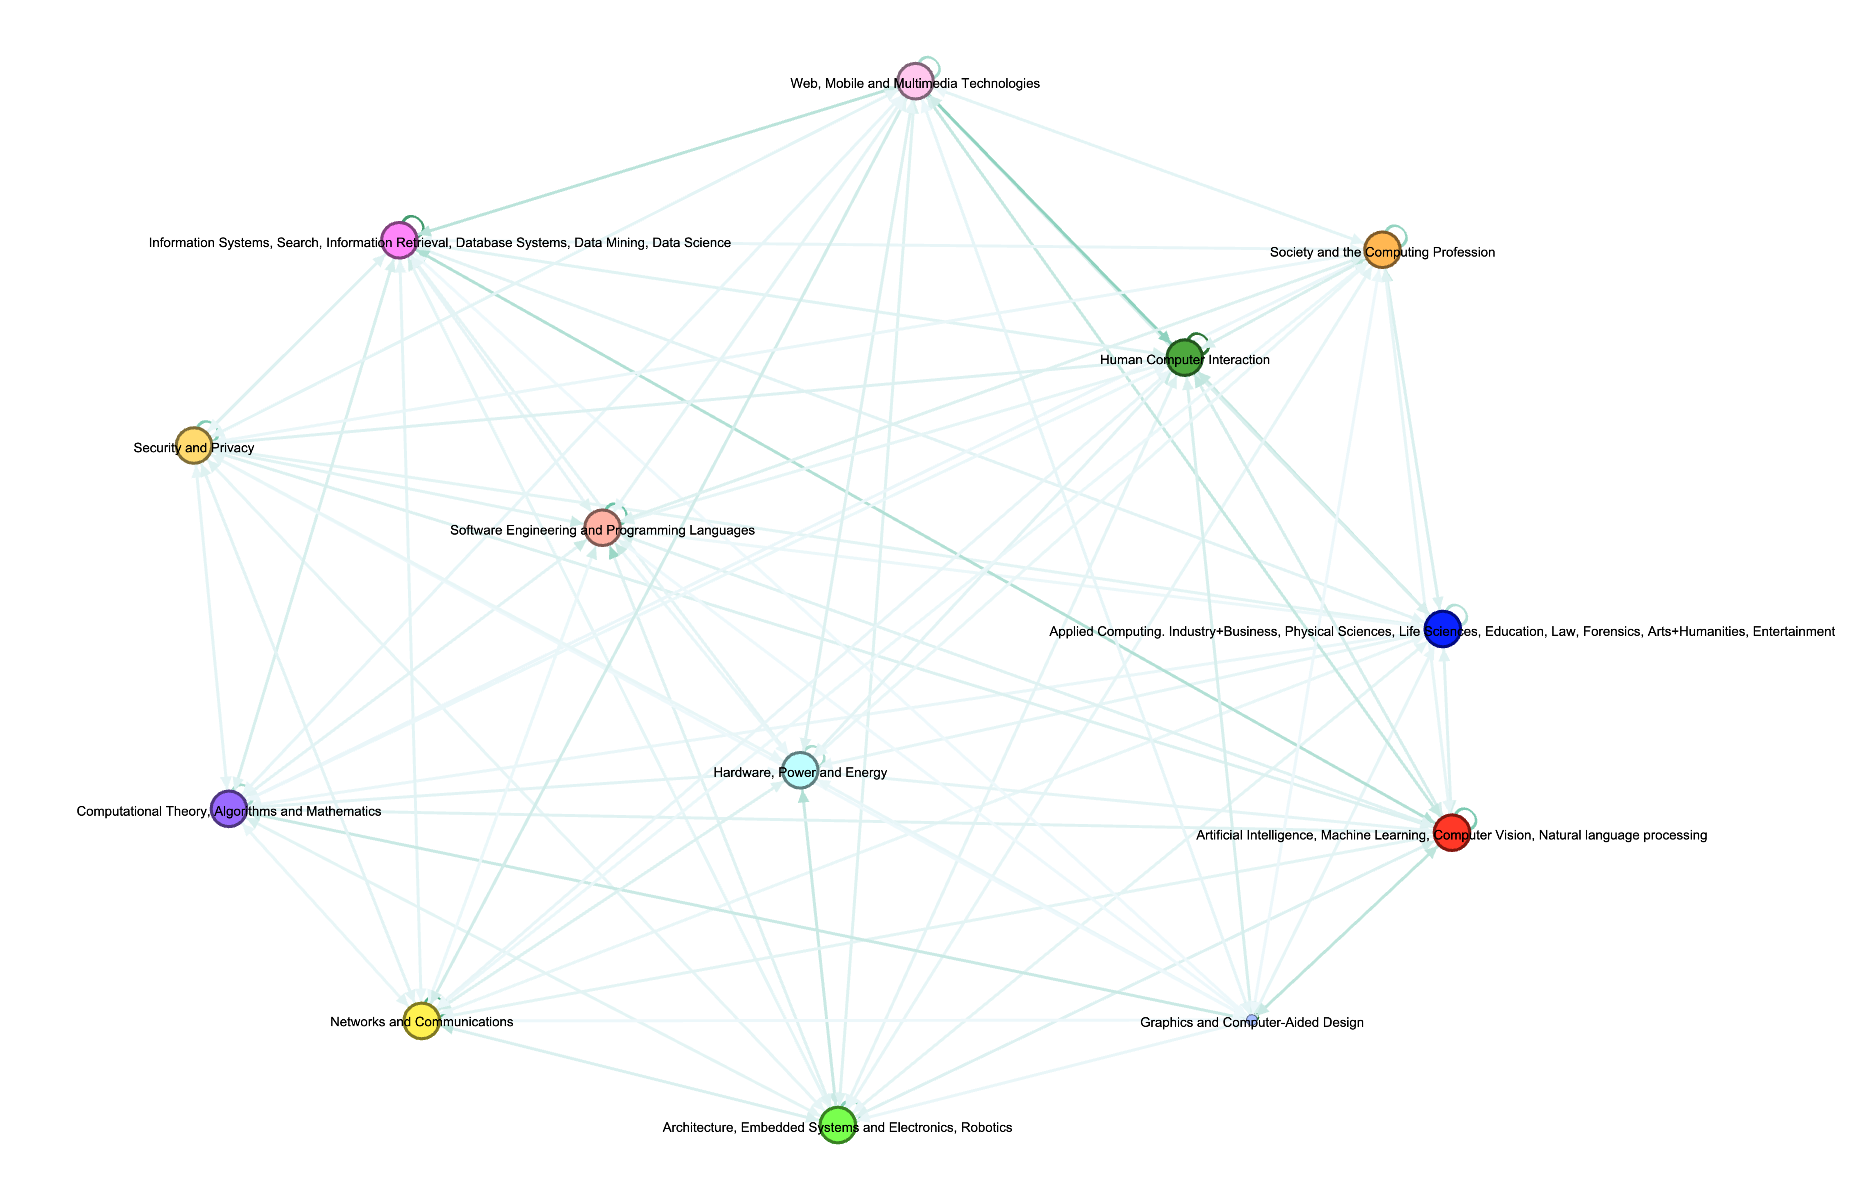 Web, Mobile and Multimedia Technologies
Information Systems, Search, Information Retrieval, Database Systems, Data Mining, Data Science
Society and the Computing Profession
Human Computer Interaction
Security and Privacy
Software Engineering and Programming Languages
Applied Computing. Industry+Business, Physical Sciences, Life Sciences, Education, Law, Forensics, Arts+Humanities, Entertainment
Hardware, Power and Energy
Computational Theory, Algorithms and Mathematics
Artificial Intelligence, Machine Learning, Computer Vision, Natural language processing
Networks and Communications
Graphics and Computer-Aided Design
Architecture, Embedded Systems and Electronics, Robotics